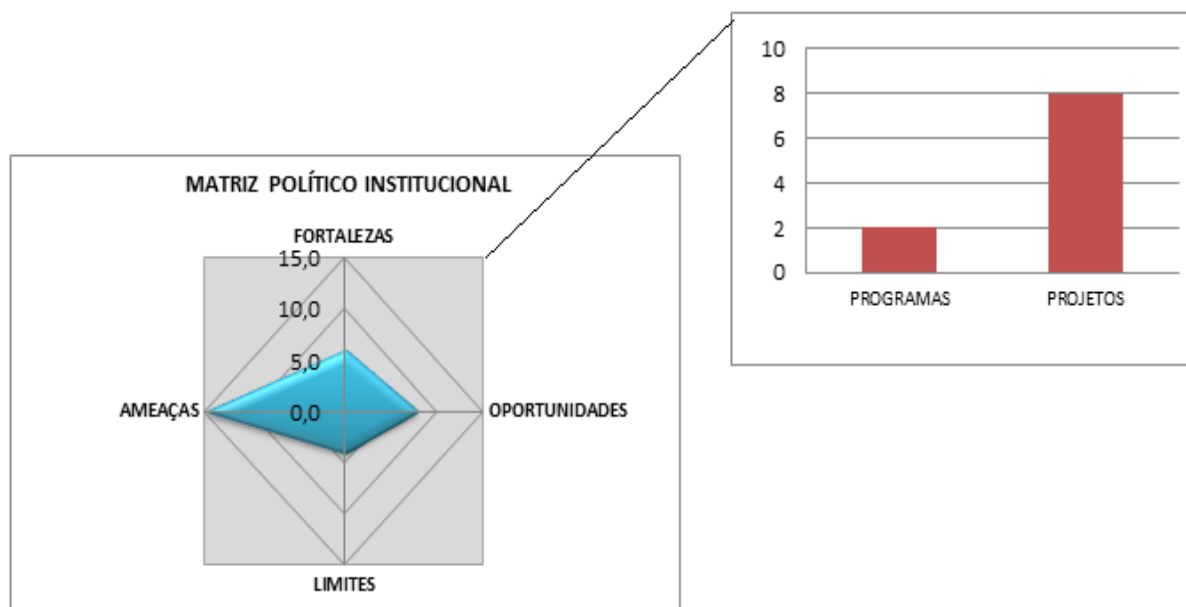 MATRIZ POLÍTICO INSTITUCIONAL
FORTALEZAS
15,0
10,0
5,0
AMEAÇAS
0,0
OPORTUNIDADES
LIMITES
10
8
6
4
2
0
PROGRAMAS
PROJETOS